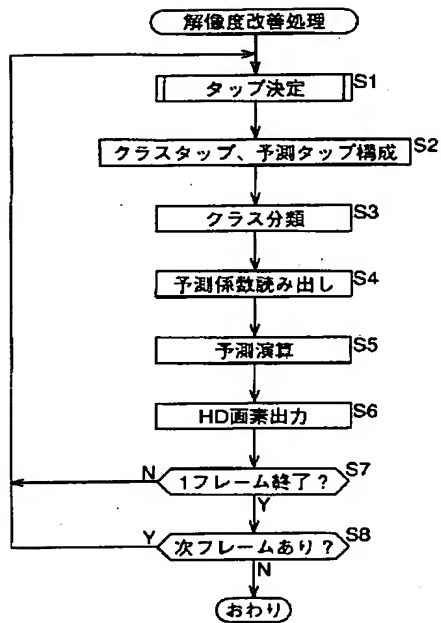 解像度改善処理
タップ決定 S1
クラスタップ、予測タップ構成 S2
クラス分類 S3
予測係数読み出し S4
予測演算 S5
HD画素出力 S6
N 1フレーム終了? S7
Y
Y 次フレームあり? S8
N
おわり